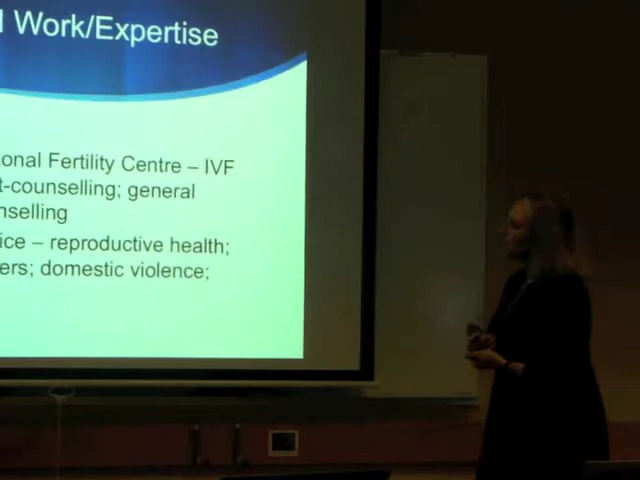 Work/Expertise
onal Fertility Centre – IVF
t-counselling; general
nselling
ice – reproductive health;
ers; domestic violence;